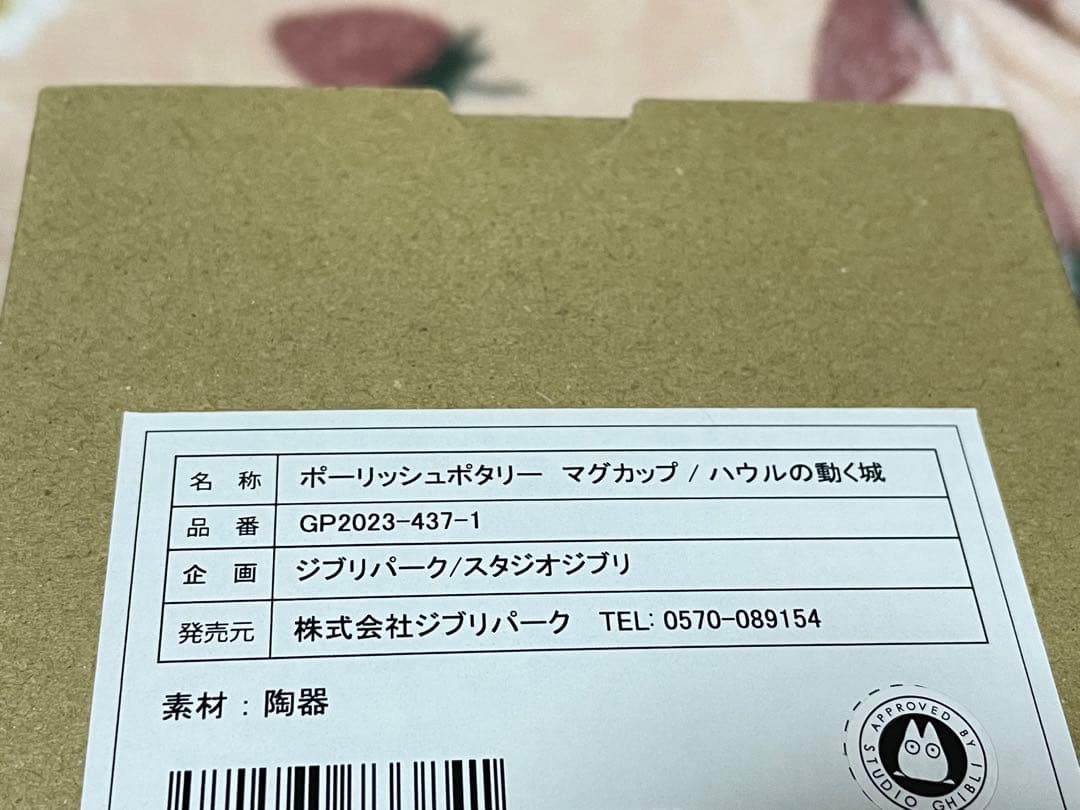 名 称 ポーリッシュポタリー マグカップ / ハウルの動く城
品 番 GP2023-437-1
企 画 ジブリパーク/スタジオジブリ
発売元 株式会社ジブリパーク TEL: 0570-089154
素材 : 陶器
APPROVED BY STUDIO GHIBLI